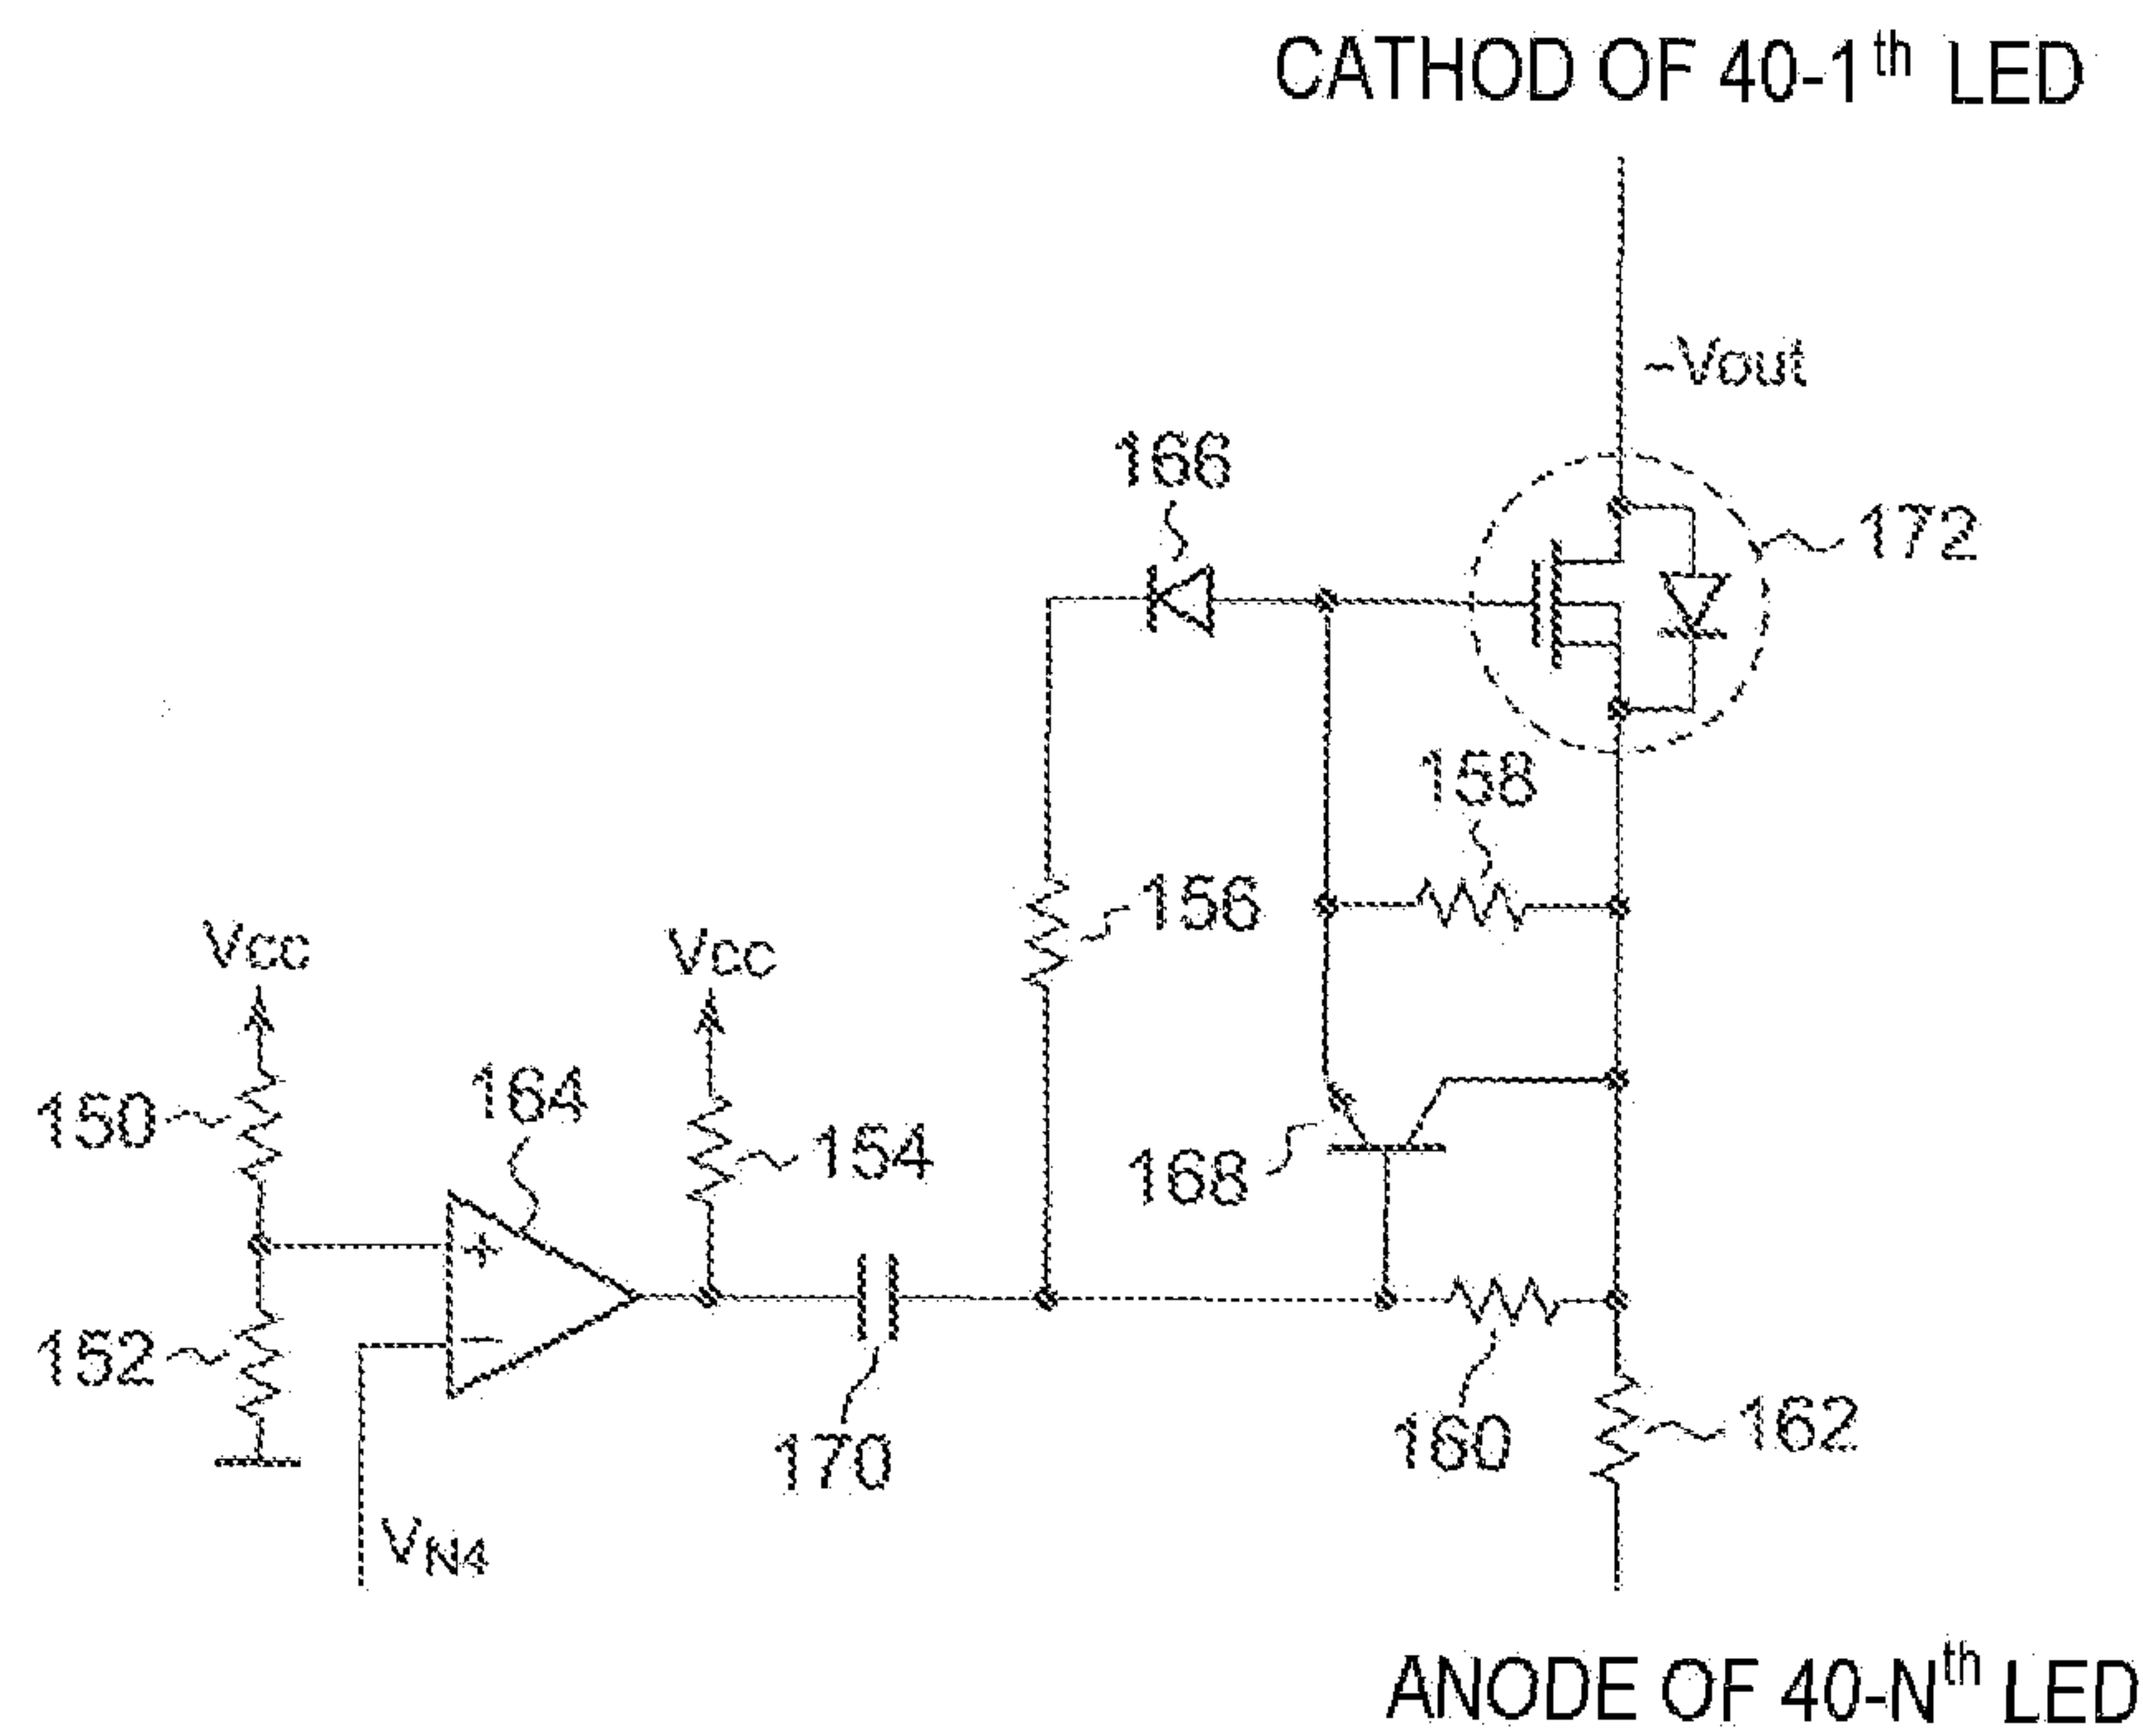 CATHOD OF 40-1th LED
~Vout
166
172
158
156
Vcc
Vcc
150
164
154
168
+
152
−
170
160
162
VN4
ANODE OF 40-Nth LED